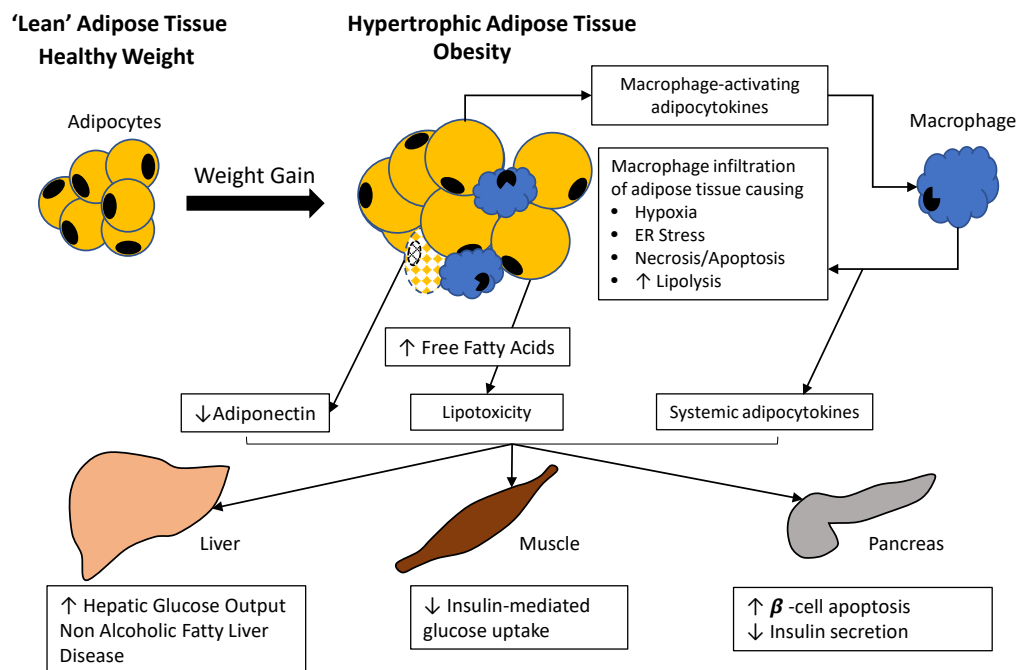 ‘Lean’ Adipose Tissue
Healthy Weight
Hypertrophic Adipose Tissue
Obesity
Adipocytes
Weight Gain
Macrophage-activating
adipocytokines
Macrophage
Macrophage infiltration
of adipose tissue causing
• Hypoxia
• ER Stress
• Necrosis/Apoptosis
• ↑ Lipolysis
↑ Free Fatty Acids
↓Adiponectin
Lipotoxicity
Systemic adipocytokines
Liver
Muscle
Pancreas
↑ Hepatic Glucose Output
Non Alcoholic Fatty Liver
Disease
↓ Insulin-mediated
glucose uptake
↑ β -cell apoptosis
↓ Insulin secretion